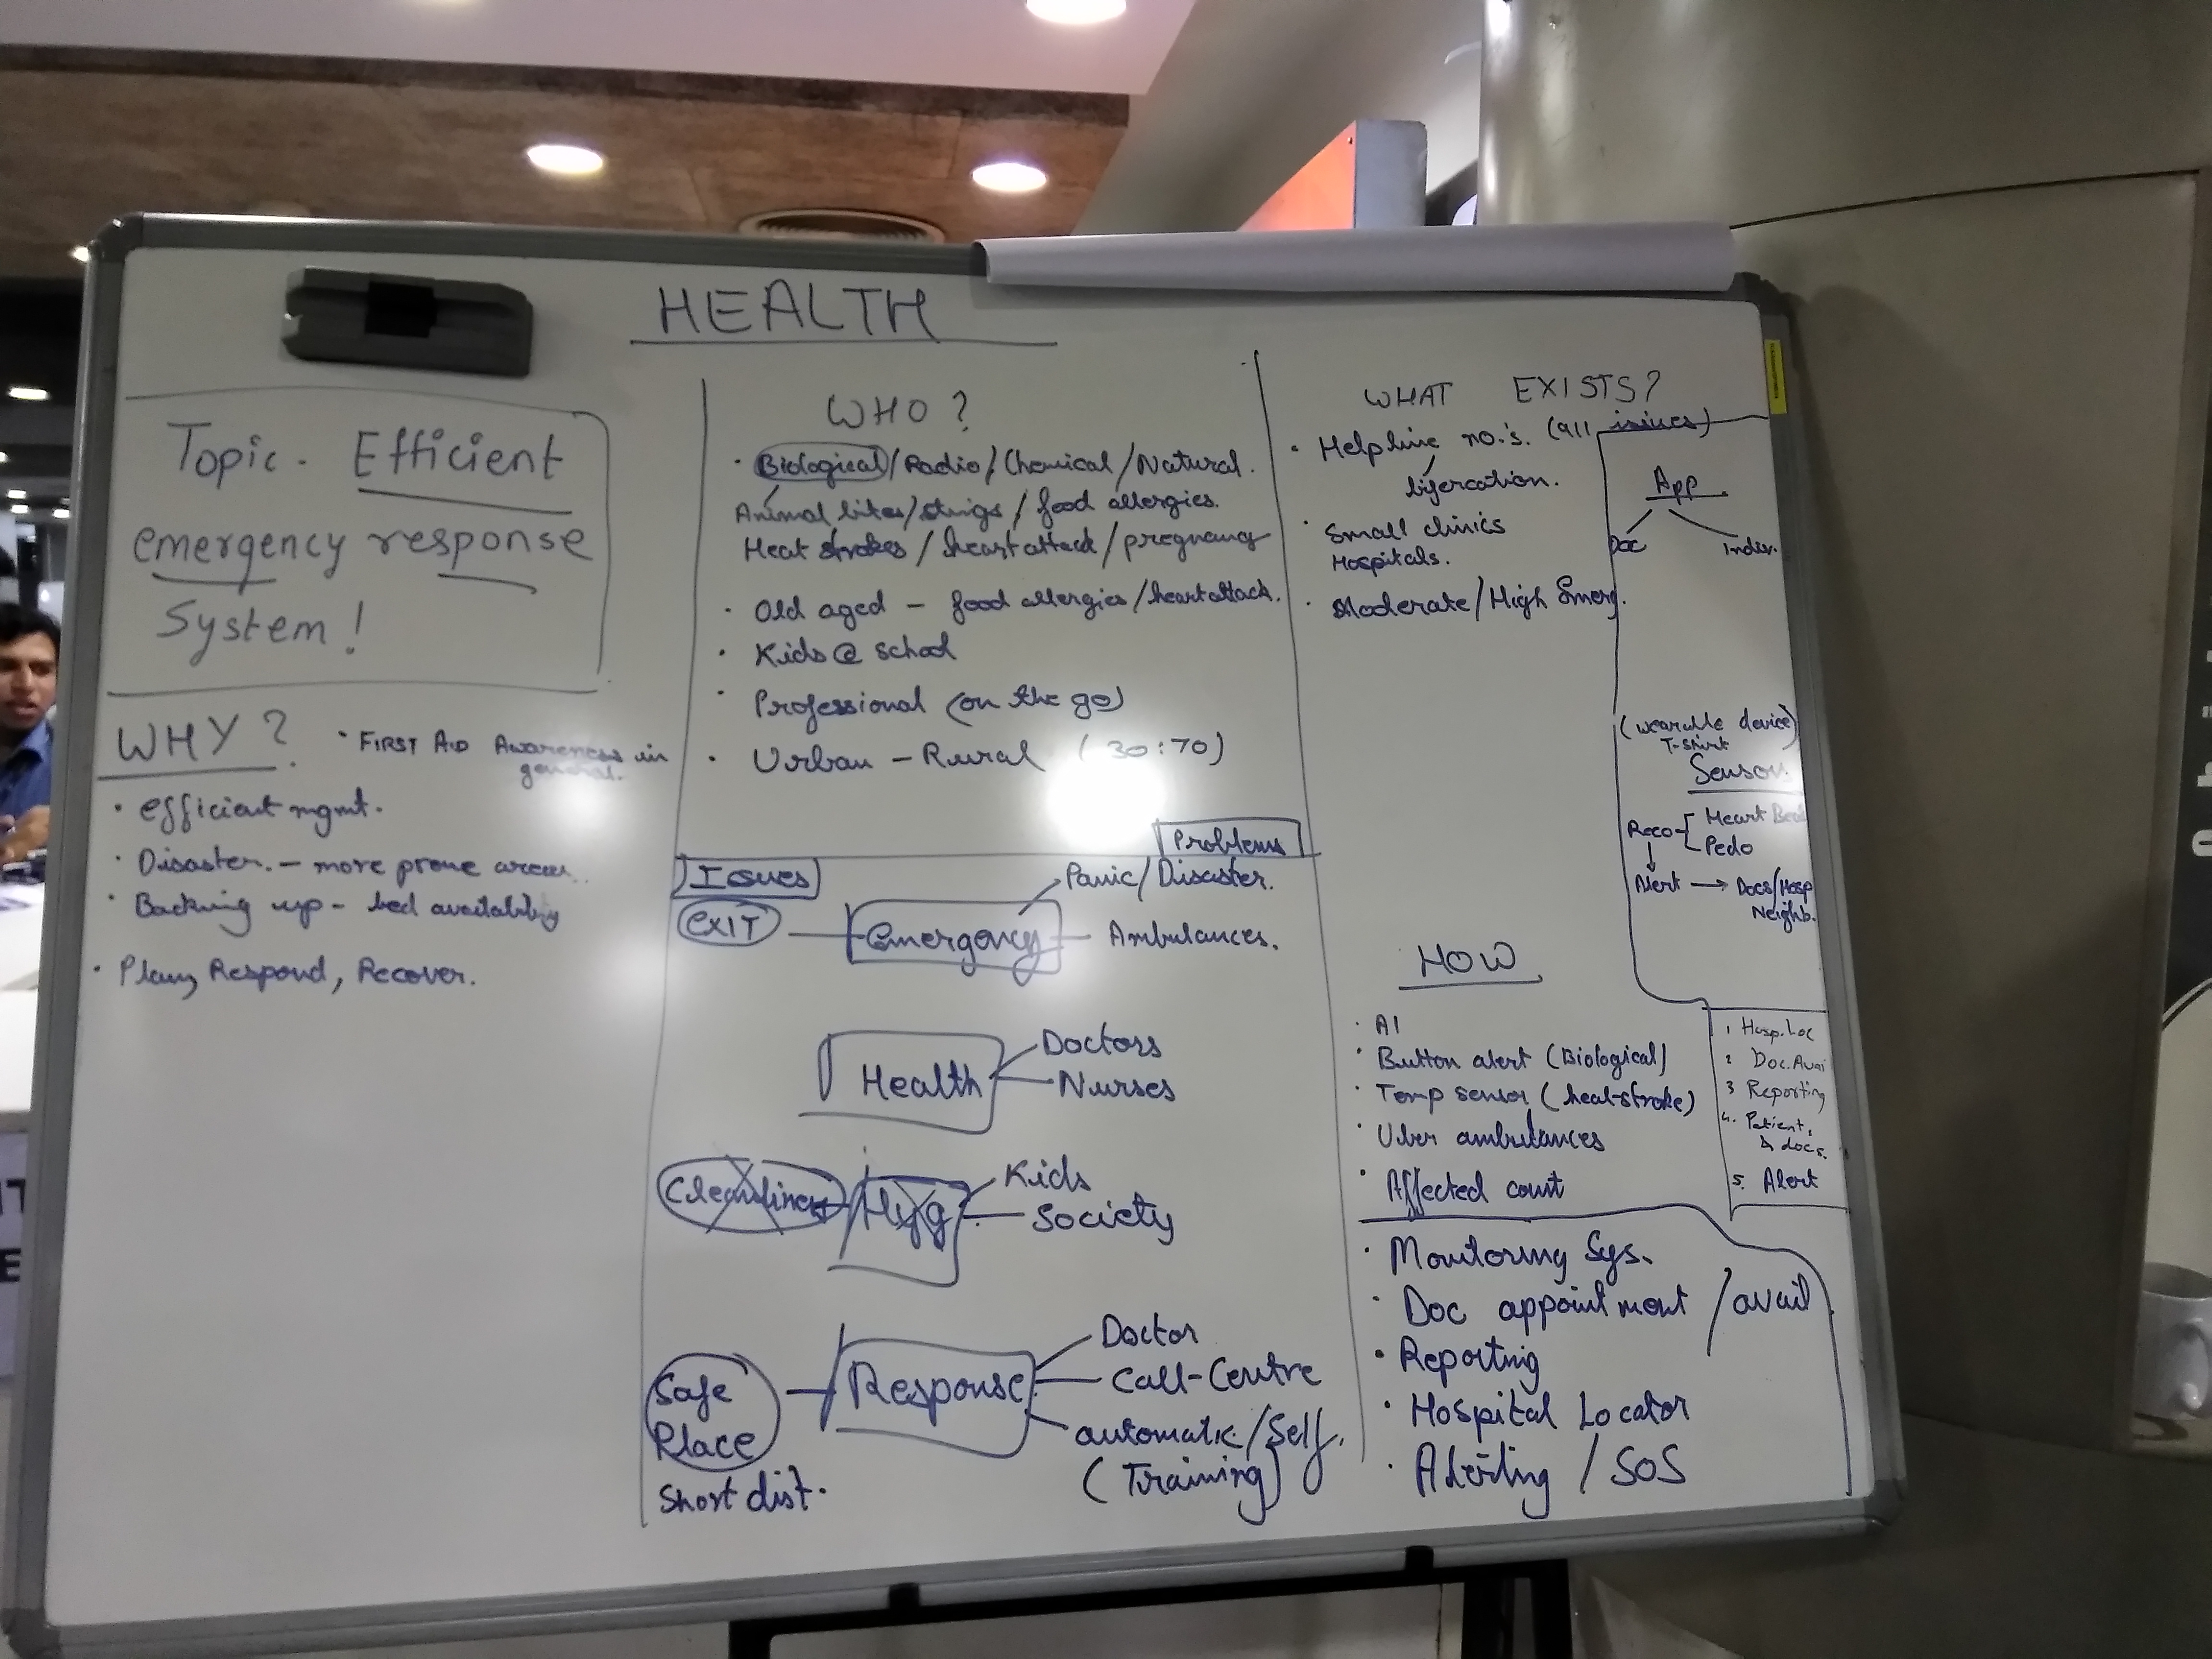 HEALTH
Topic. Efficient
emergency response
System!
WHY?
• FIRST AID Awareness in
general.
• efficient mgmt.
• Disaster. – more prone areas..
• Backing up – bed availability
• Plan, Respond, Recover.
WHO?
• Biological/Radio/Chemical/Natural.
Animal bites/stings/food allergies.
Heat strokes/heart attack/pregnancy
• Old aged – food allergies/heart attack.
• Kids @ School
• Professional (on the go)
• Urban – Rural (30:70)
Problems
Issues
Panic/Disaster.
EXIT
Emergency
Ambulances.
Health
Doctors
Nurses
Cleanliness
Hyg
Kids
Society
Safe
Place
Short dist.
Response
Doctor
Call-Centre
automatic/Self.
(Training)
WHAT EXISTS?
• Helpline no.'s. (all issues)
bifercation.
• Small clinics
Hospitals.
• Moderate/High Emerg.
App
Doc
Indiv.
(wearable device)
T-shirt
Sensor
Reco
Heart Beat
Pedo
Alert → Docs/Hosp
Neighb.
HOW
• AI
• Button alert (Biological)
• Temp sensor (heat-stroke)
• Uber ambulances
• Affected count
1 Hosp. Loc
2 Doc. Avai
3 Reporting
4. Patient,
& docs.
5. Alert
• Monitoring Sys.
• Doc appointment / avail
• Reporting
• Hospital Locator
• Alerting / SOS